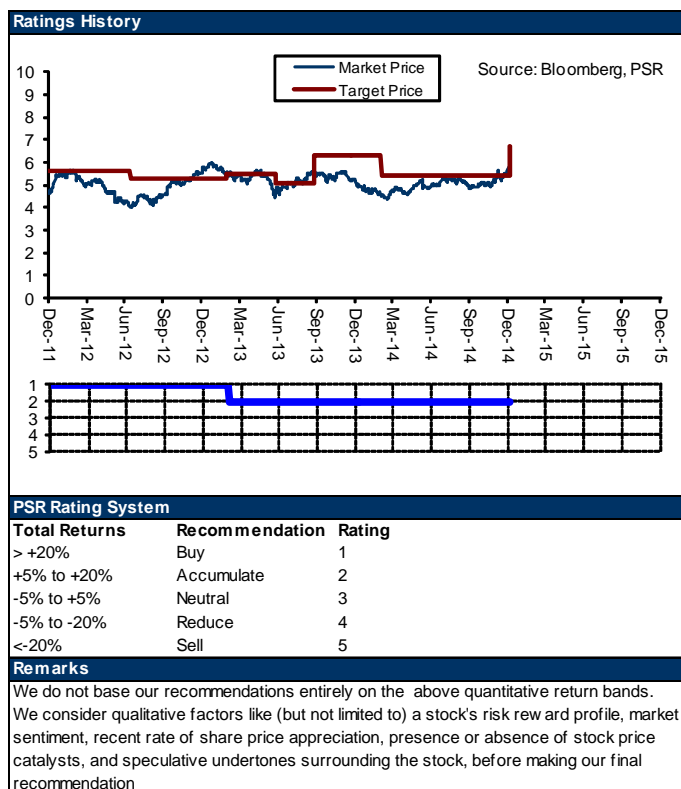 Ratings History
Market Price
Target Price
Source: Bloomberg, PSR
10
9
8
7
6
5
4
3
2
1
0
Dec-11
Mar-12
Jun-12
Sep-12
Dec-12
Mar-13
Jun-13
Sep-13
Dec-13
Mar-14
Jun-14
Sep-14
Dec-14
Mar-15
Jun-15
Sep-15
Dec-15
1
2
3
4
5
PSR Rating System
Total Returns Recommendation Rating
> +20% Buy 1
+5% to +20% Accumulate 2
-5% to +5% Neutral 3
-5% to -20% Reduce 4
<-20% Sell 5
Remarks
We do not base our recommendations entirely on the above quantitative return bands.
We consider qualitative factors like (but not limited to) a stock's risk reward profile, market
sentiment, recent rate of share price appreciation, presence or absence of stock price
catalysts, and speculative undertones surrounding the stock, before making our final
recommendation